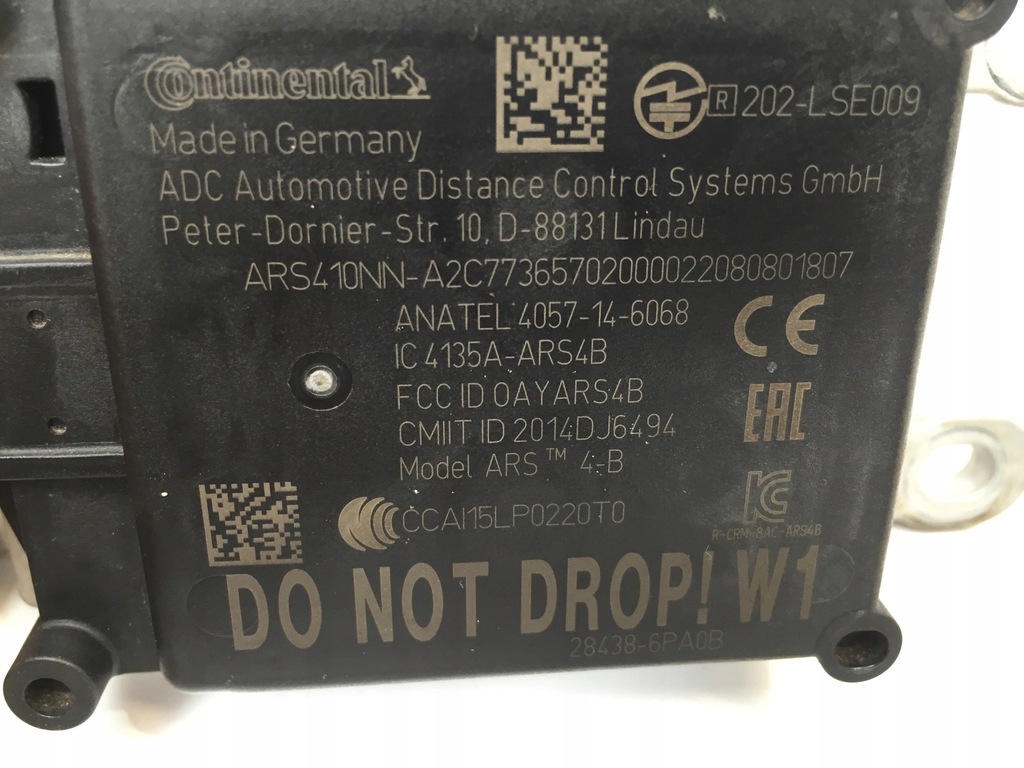 Continental
R 202-LSE009
Made in Germany
ADC Automotive Distance Control Systems GmbH
Peter-Dornier-Str. 10, D-88131 Lindau
ARS410NN-A2C77365702000022080801807
ANATEL 4057-14-6068
CE
IC 4135A-ARS4B
FCC ID OAYARS4B
EAC
CMIIT ID 2014DJ6494
Model ARS™ 4-B
CCAI15LP0220T0
KC
R-CRM-8AC-ARS4B
DO NOT DROP! W1
28438-6PA0B